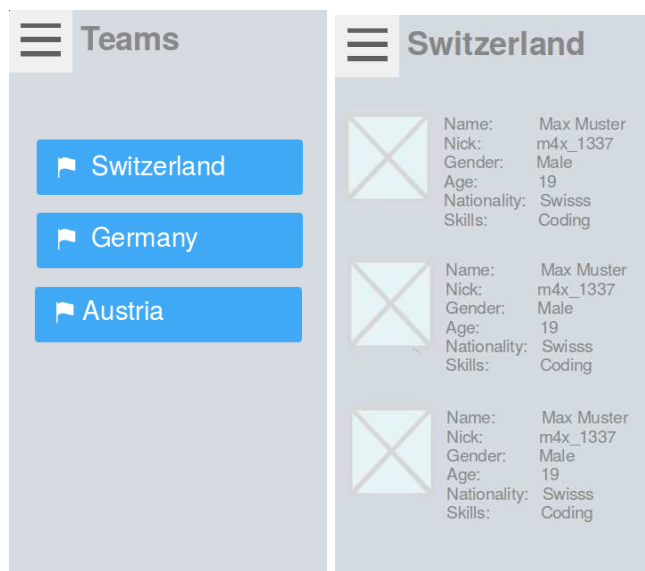 Teams
Switzerland
Germany
Austria
Switzerland
Name: Max Muster
Nick: m4x_1337
Gender: Male
Age: 19
Nationality: Swisss
Skills: Coding
Name: Max Muster
Nick: m4x_1337
Gender: Male
Age: 19
Nationality: Swisss
Skills: Coding
Name: Max Muster
Nick: m4x_1337
Gender: Male
Age: 19
Nationality: Swisss
Skills: Coding